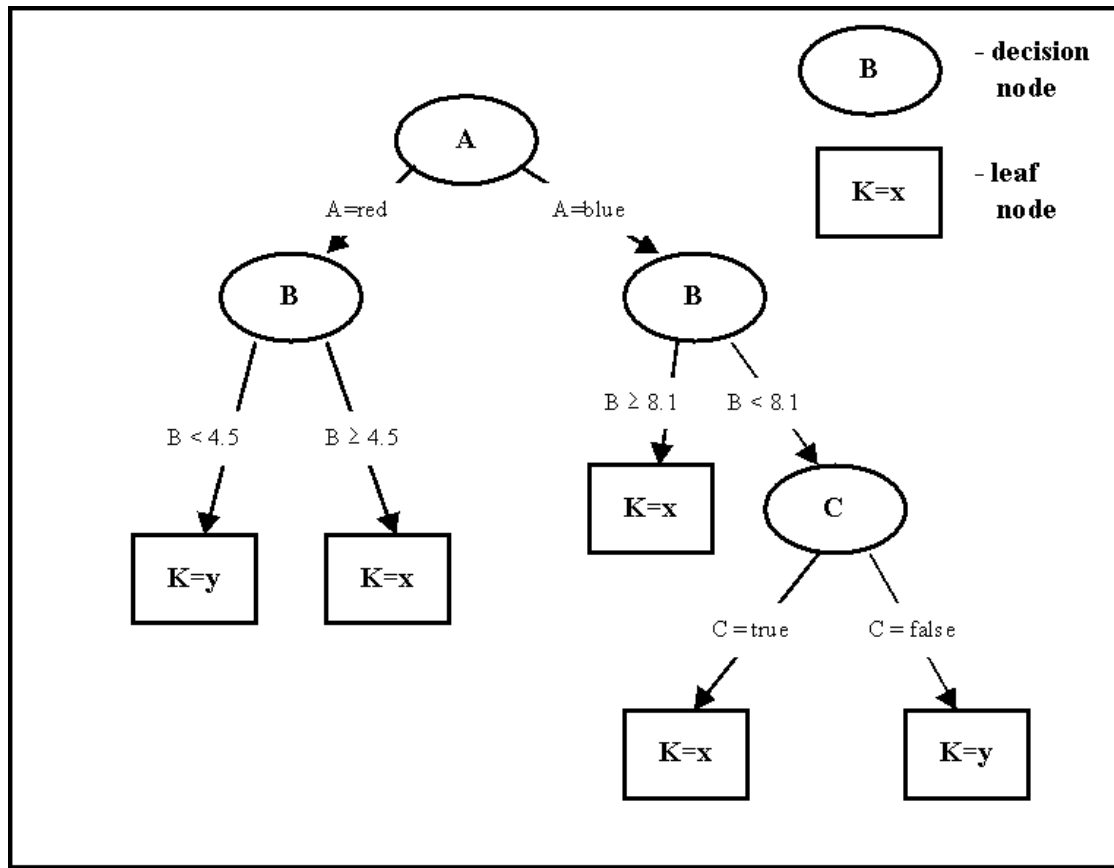 B
- decision
node
A
K=x
- leaf
node
A=red
A=blue
B
B
B ≥ 8.1
B < 8.1
B < 4.5
B ≥ 4.5
K=x
C
K=y
K=x
C=true
C=false
K=x
K=y